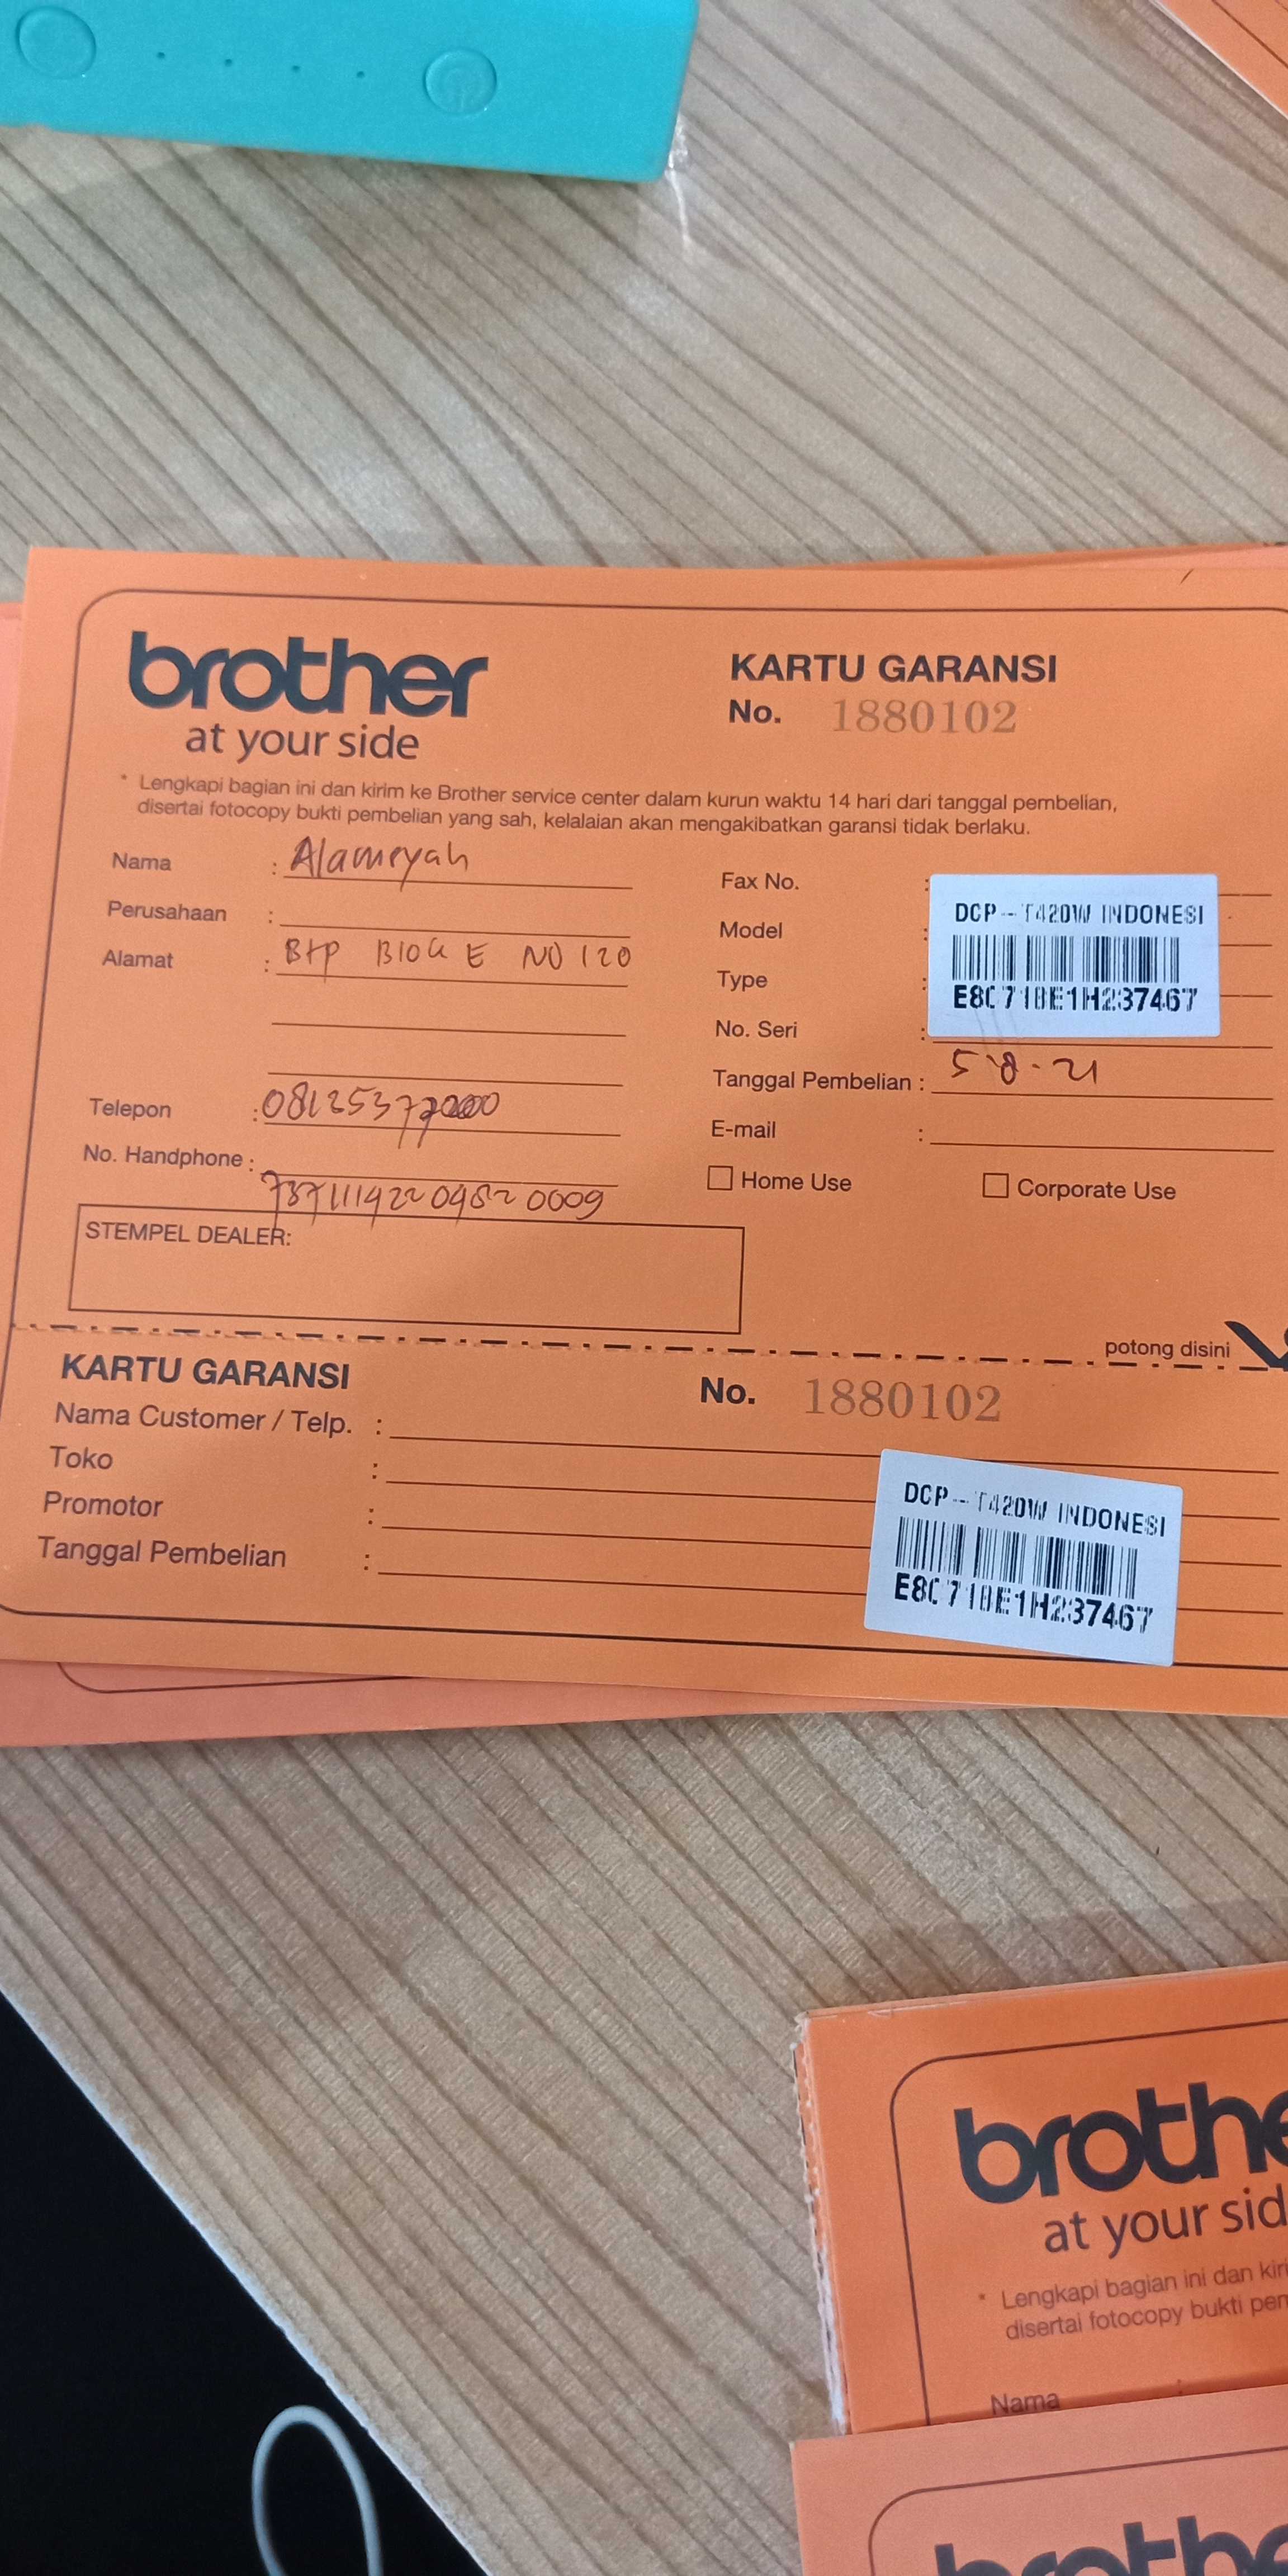 brother
at your side
KARTU GARANSI
No. 1880102
* Lengkapi bagian ini dan kirim ke Brother service center dalam kurun waktu 14 hari dari tanggal pembelian,
disertai fotocopy bukti pembelian yang sah, kelalaian akan mengakibatkan garansi tidak berlaku.
Nama :
Perusahaan :
Alamat : BTP Blok E NO 120
Telepon :
No. Handphone :
STEMPEL DEALER:
Fax No. :
Model :
Type :
No. Seri :
DCP-T420W INDONESI
E8C71BE1H237467
Tanggal Pembelian : 5-8-21
E-mail :
Home Use
Corporate Use
potong disini
KARTU GARANSI
No. 1880102
Nama Customer / Telp. :
Toko :
Promotor :
Tanggal Pembelian :
DCP-T420W INDONESI
E8C71BE1H237467
brothe
at your sid
* Lengkapi bagian ini dan kiri
disertai fotocopy bukti pem
Nama :
brothe